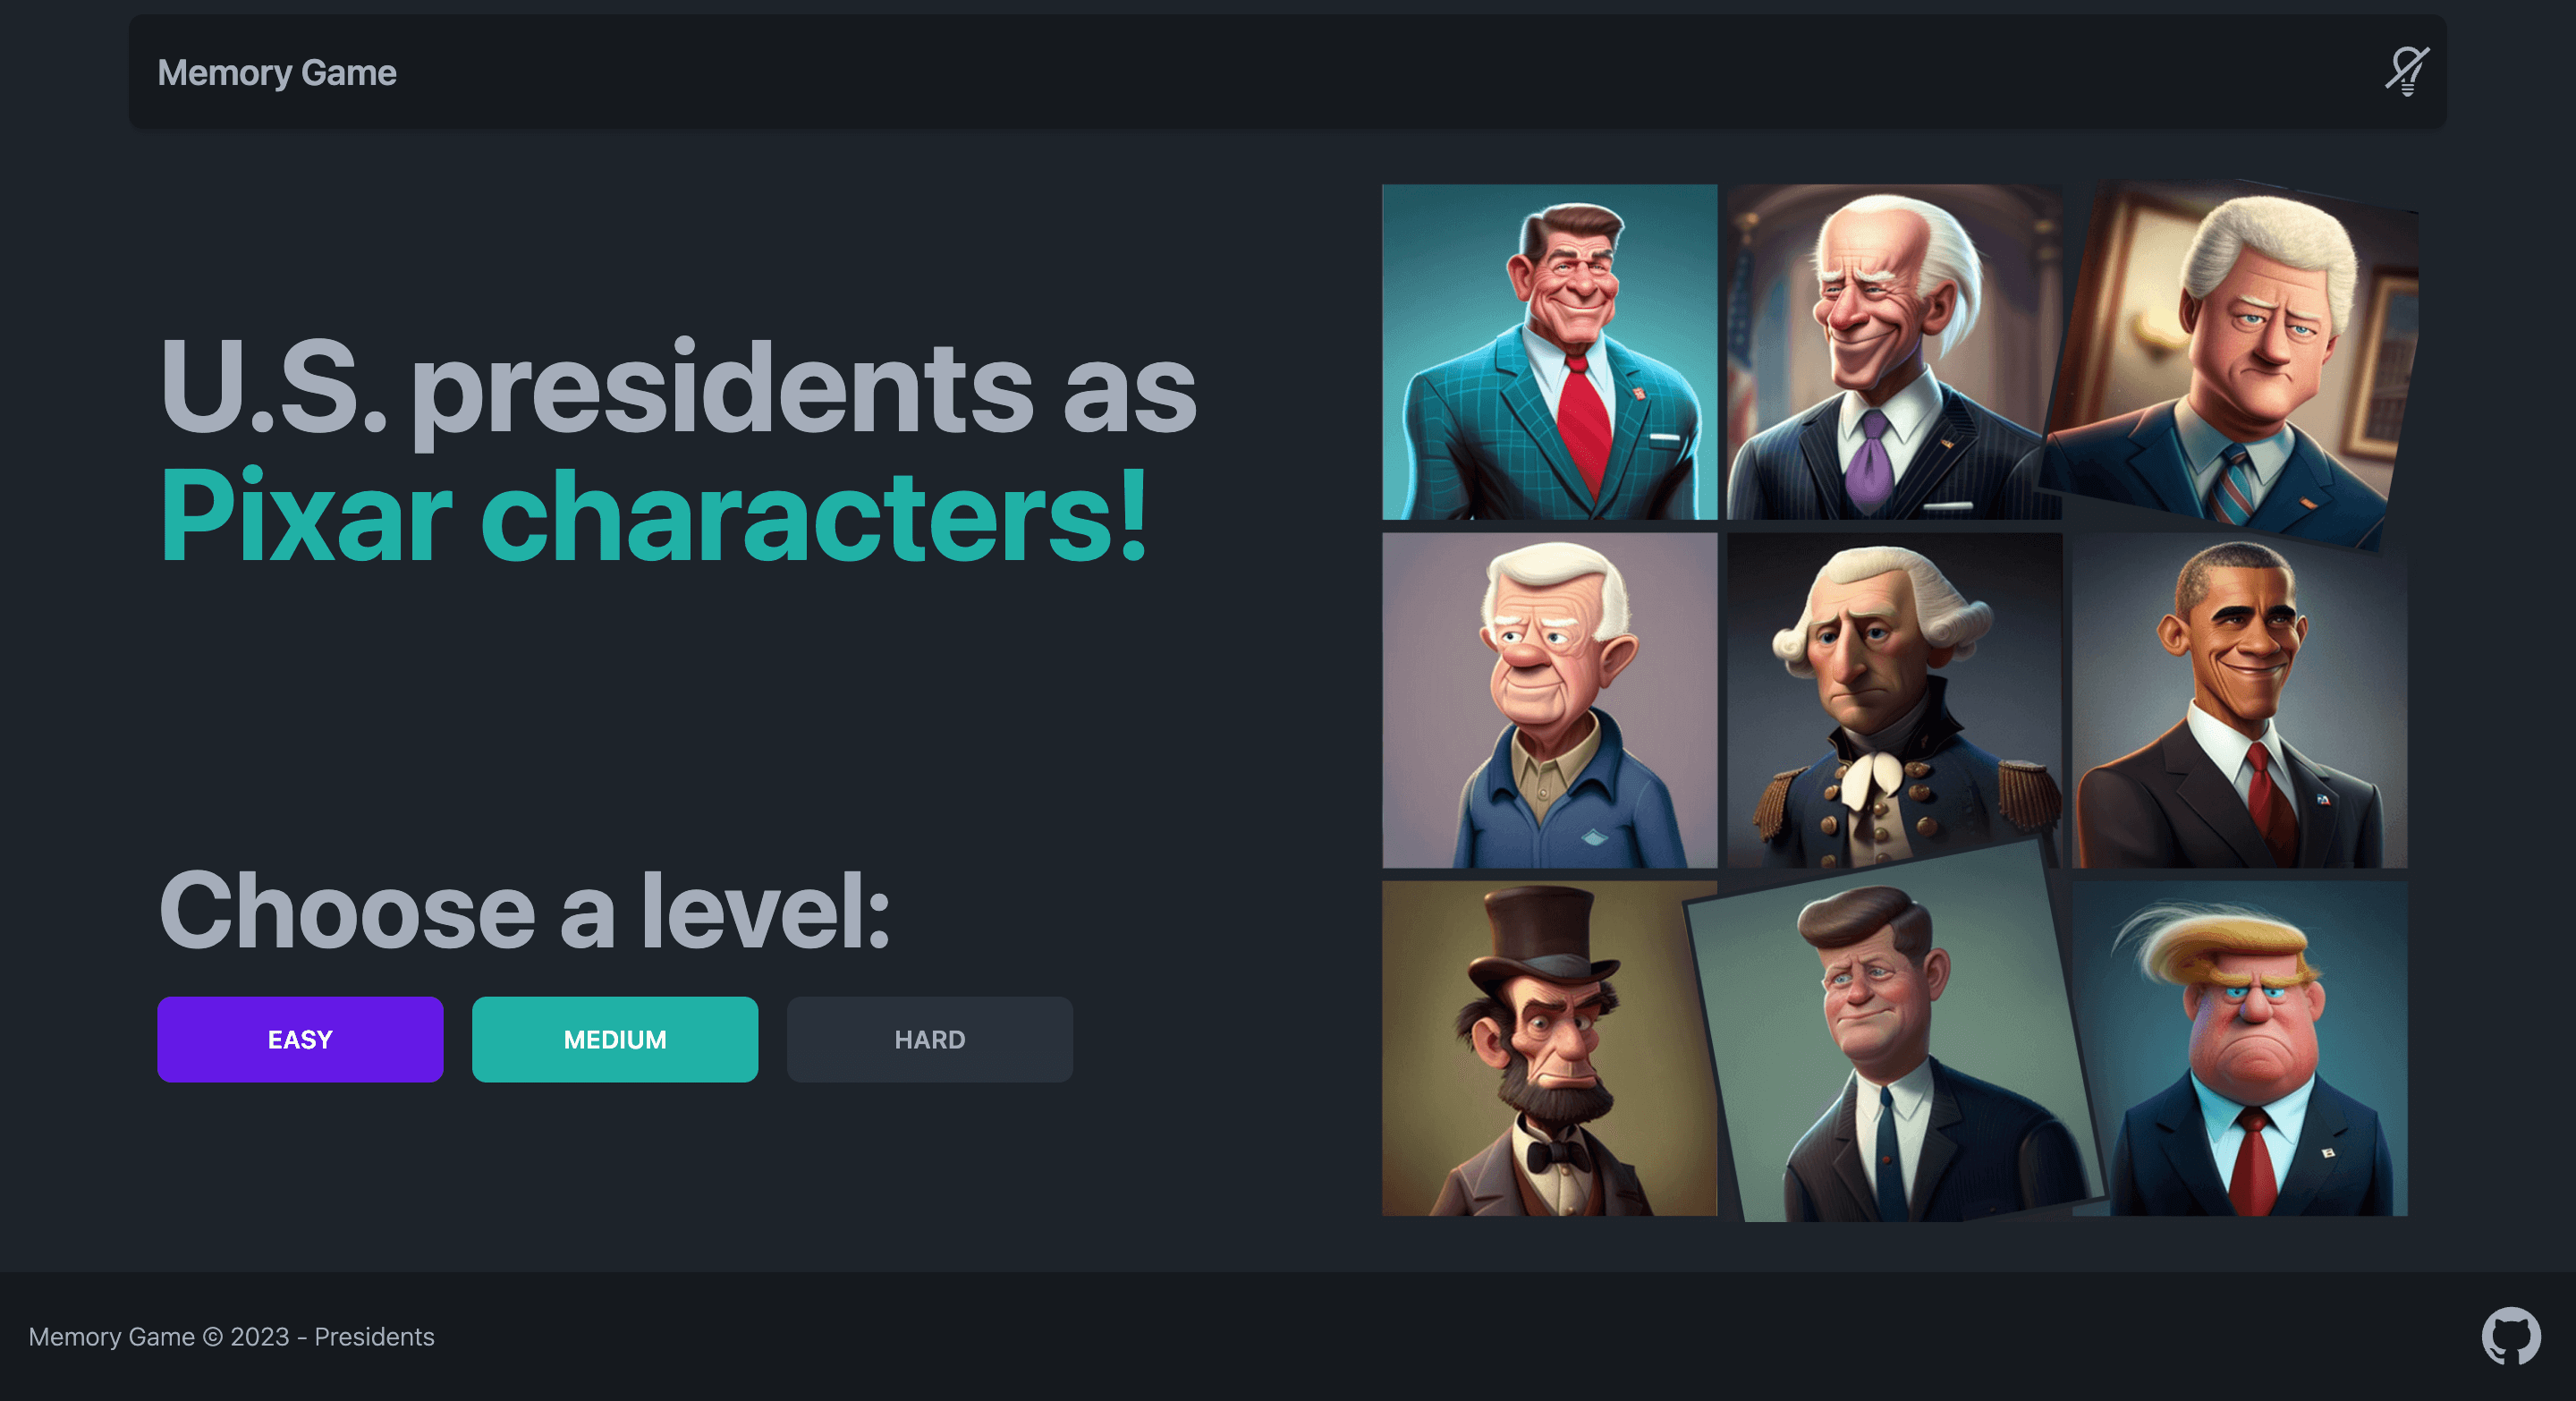 Memory Game
U.S. presidents as
Pixar characters!
Choose a level:
EASY
MEDIUM
HARD
Memory Game © 2023 - Presidents